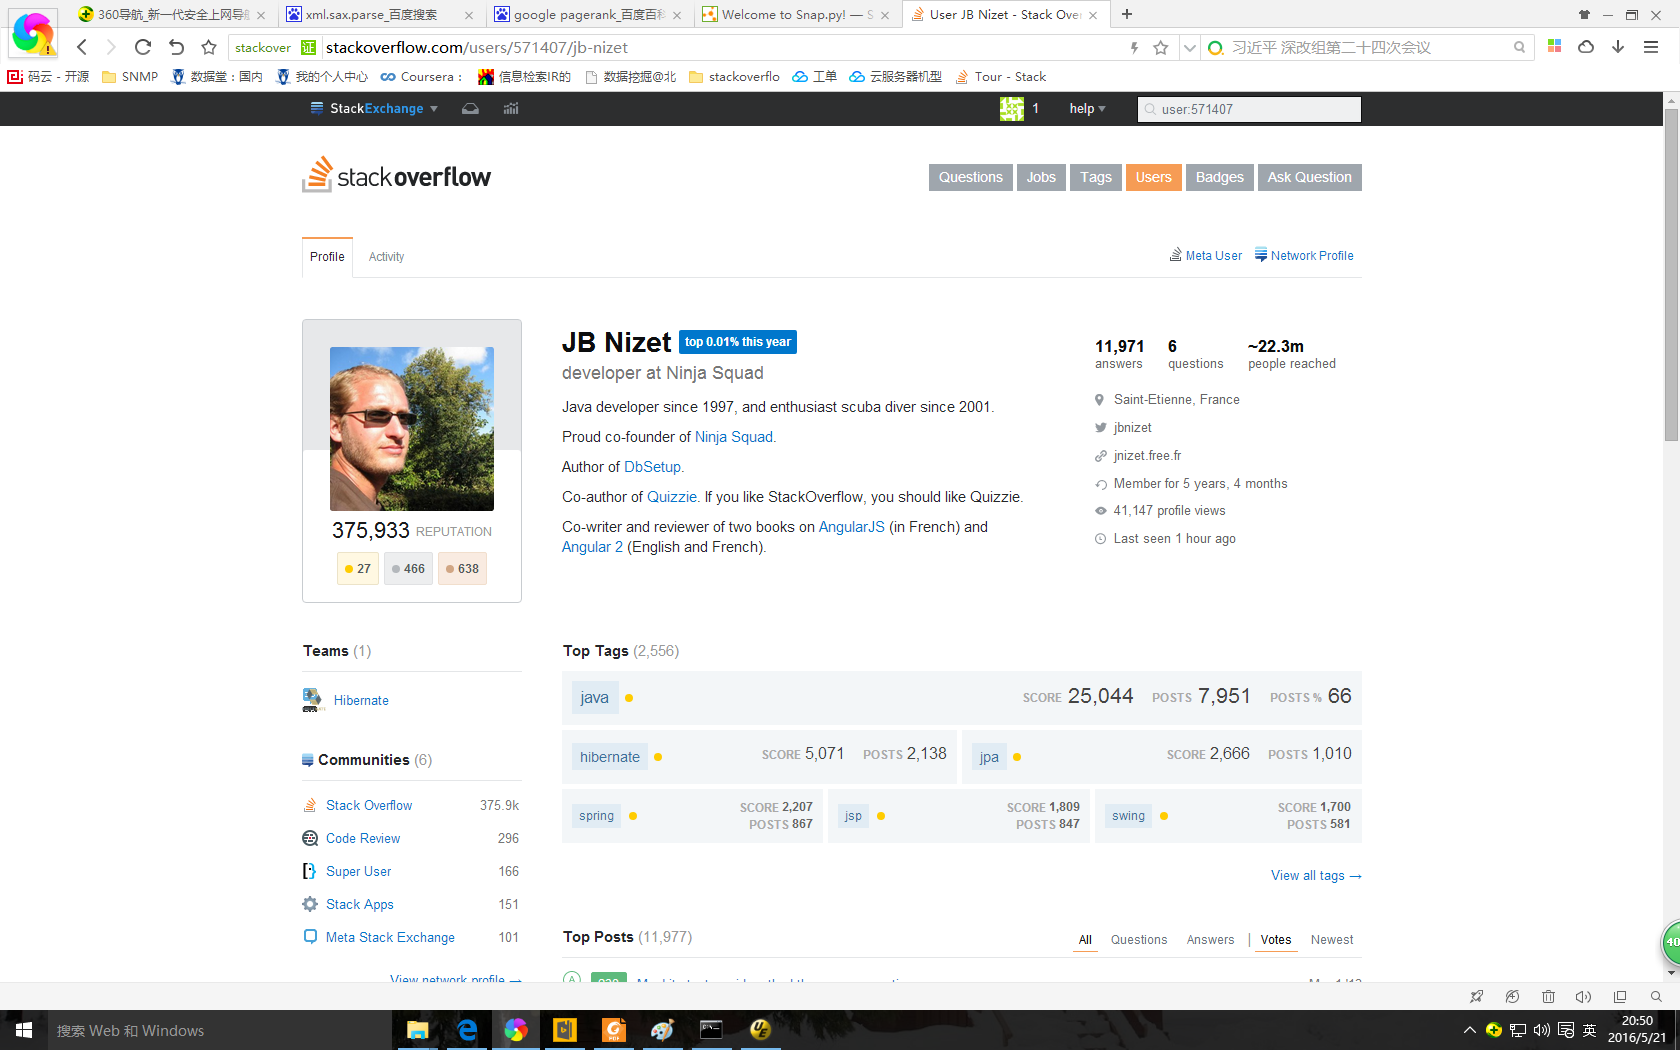 360导航_新一代安全上网导航
xml.sax.parse_百度搜索
google pagerank_百度百科
Welcome to Snap.py! — S
User JB Nizet - Stack Over
stackover 证 stackoverflow.com/users/571407/jb-nizet
习近平 深改组第二十四次会议
码云 - 开源
SNMP
数据堂：国内
我的个人中心
Coursera :
信息检索IR的
数据挖掘@北
stackoverflo
工单
云服务器机型
Tour - Stack
StackExchange
1
help
user:571407
stackoverflow
Questions
Jobs
Tags
Users
Badges
Ask Question
Profile
Activity
Meta User
Network Profile
375,933 REPUTATION
27
466
638
JB Nizet top 0.01% this year
developer at Ninja Squad
Java developer since 1997, and enthusiast scuba diver since 2001.
Proud co-founder of Ninja Squad.
Author of DbSetup.
Co-author of Quizzie. If you like StackOverflow, you should like Quizzie.
Co-writer and reviewer of two books on AngularJS (in French) and
Angular 2 (English and French).
11,971 6 ~22.3m
answers questions people reached
Saint-Etienne, France
jbnizet
jnizet.free.fr
Member for 5 years, 4 months
41,147 profile views
Last seen 1 hour ago
Teams (1)
Hibernate
Communities (6)
Stack Overflow 375.9k
Code Review 296
Super User 166
Stack Apps 151
Meta Stack Exchange 101
View network profile →
Top Tags (2,556)
java SCORE 25,044 POSTS 7,951 POSTS % 66
hibernate SCORE 5,071 POSTS 2,138
jpa SCORE 2,666 POSTS 1,010
spring SCORE 2,207
POSTS 867
jsp SCORE 1,809
POSTS 847
swing SCORE 1,700
POSTS 581
View all tags →
Top Posts (11,977)
All
Questions
Answers
Votes
Newest
40
搜索 Web 和 Windows
英
20:50
2016/5/21